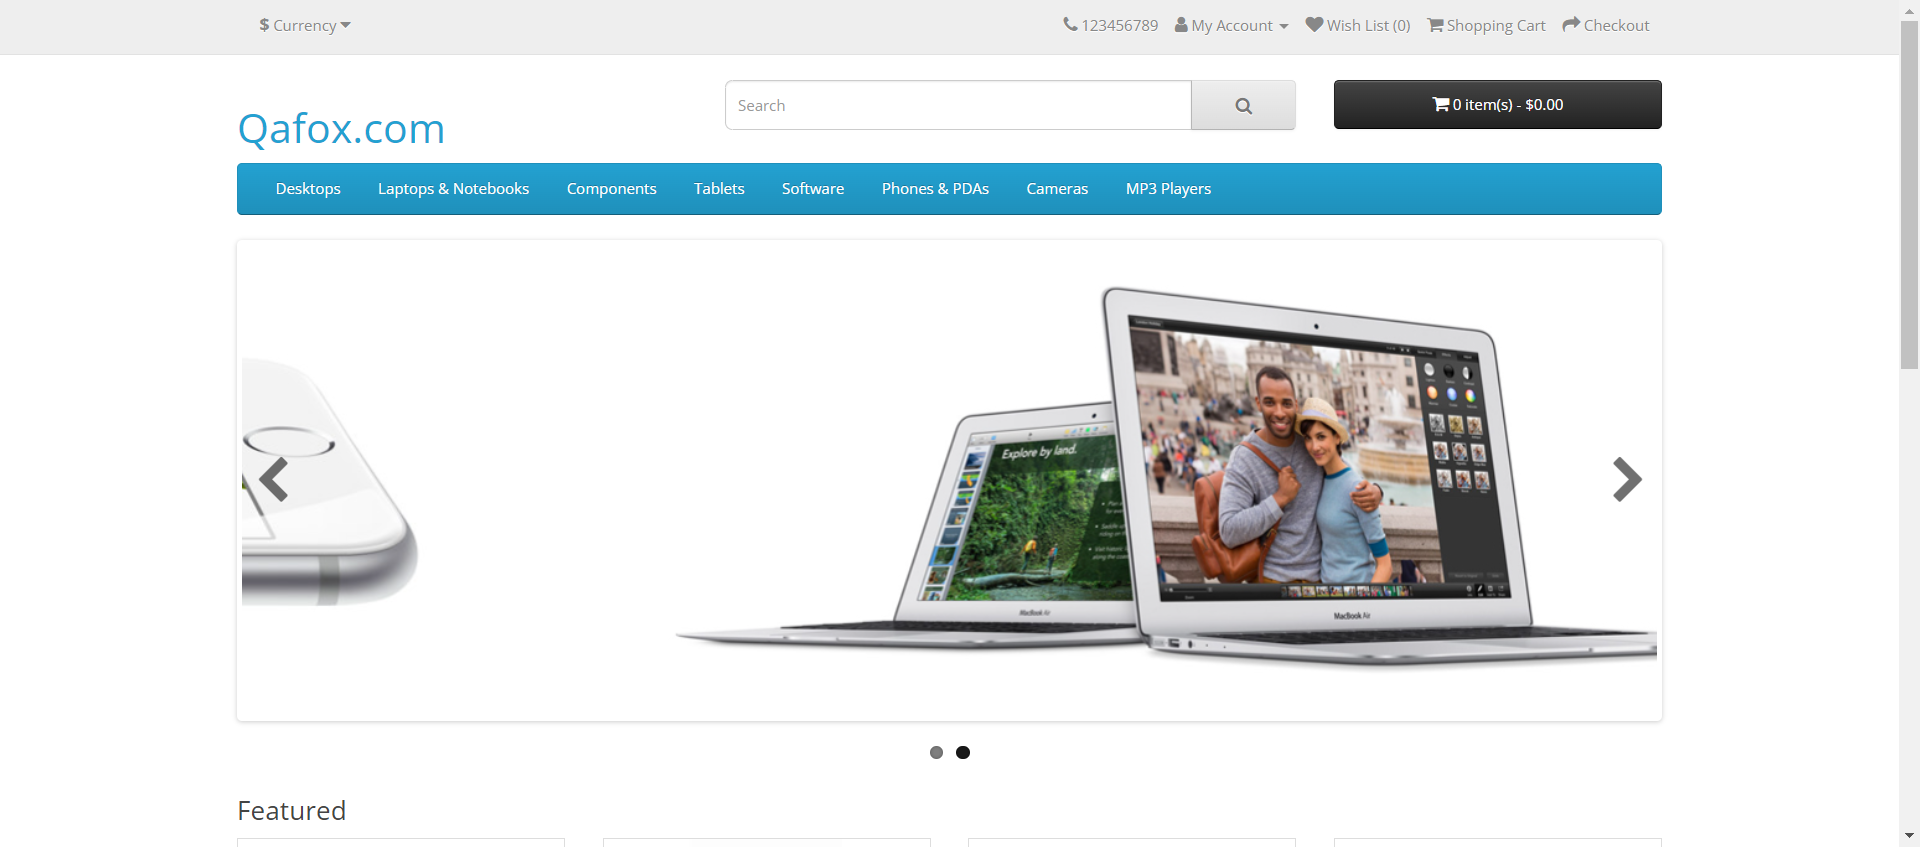 $ Currency
123456789
My Account
Wish List (0)
Shopping Cart
Checkout
Qafox.com
Search
0 item(s) - $0.00
Desktops
Laptops & Notebooks
Components
Tablets
Software
Phones & PDAs
Cameras
MP3 Players
Explore by land.
MacBook Air
MacBook Air
Featured